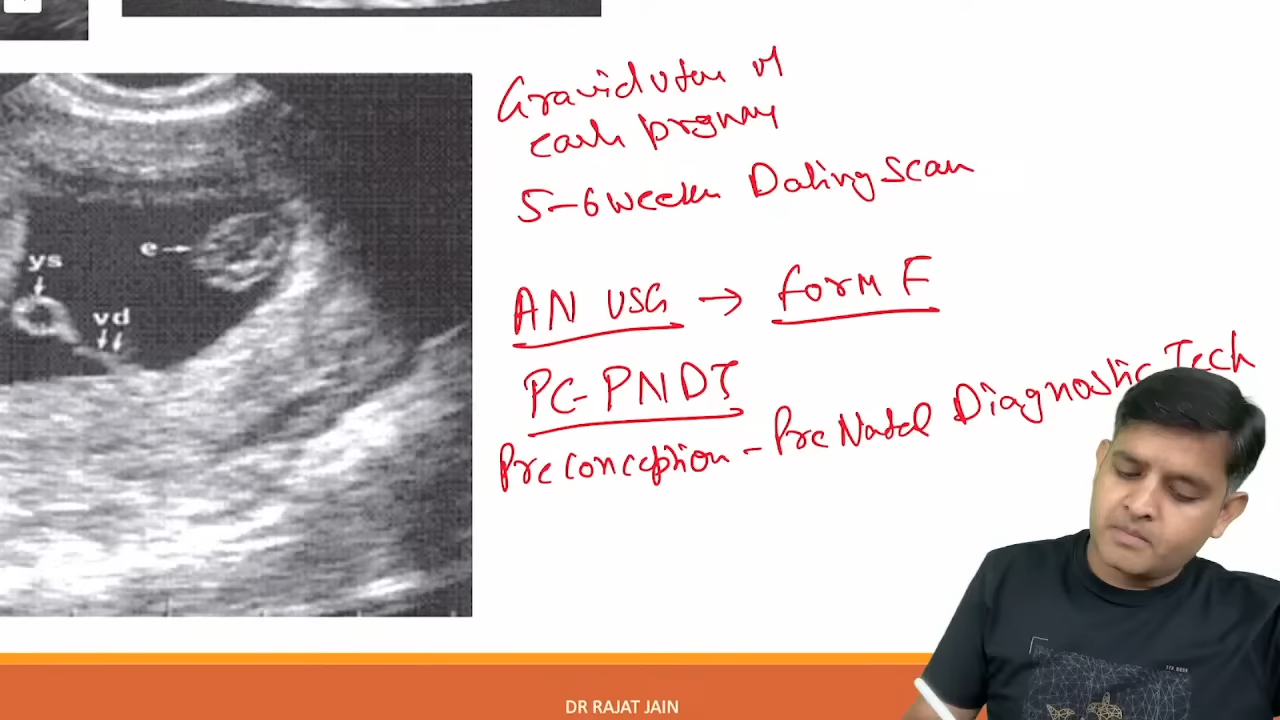 Gravid uterus of
early pregnancy
5-6 weeks Dating scan
e
ys
vd
AN USG → form F
PC-PNDT
Preconception - Pre Natal Diagnostic Tech
DR RAJAT JAIN